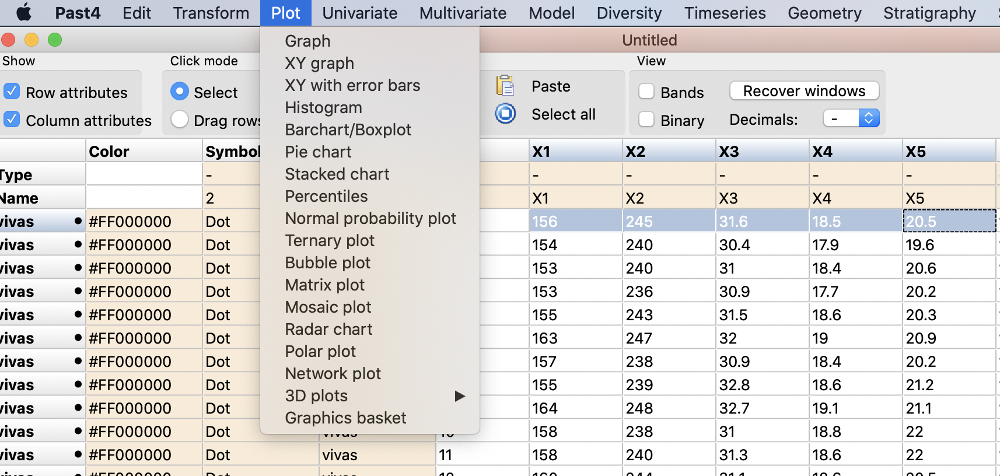 Past4 Edit Transform Plot Univariate Multivariate Model Diversity Timeseries Geometry Stratigraphy
Untitled
Show Click mode View
Row attributes Select Paste Bands Recover windows
Column attributes Drag rows Select all Binary Decimals: -
Graph
XY graph
XY with error bars
Histogram
Barchart/Boxplot
Pie chart
Stacked chart
Percentiles
Normal probability plot
Ternary plot
Bubble plot
Matrix plot
Mosaic plot
Radar chart
Polar plot
Network plot
3D plots
Graphics basket
Color Symbol X1 X2 X3 X4 X5
Type - - - - - -
Name 2 X1 X2 X3 X4 X5
vivas • #FF000000 Dot 156 245 31.6 18.5 20.5
vivas • #FF000000 Dot 154 240 30.4 17.9 19.6
vivas • #FF000000 Dot 153 240 31 18.4 20.6
vivas • #FF000000 Dot 153 236 30.9 17.7 20.2
vivas • #FF000000 Dot 155 243 31.5 18.6 20.3
vivas • #FF000000 Dot 163 247 32 19 20.9
vivas • #FF000000 Dot 157 238 30.9 18.4 20.2
vivas • #FF000000 Dot 155 239 32.8 18.6 21.2
vivas • #FF000000 Dot 164 248 32.7 19.1 21.1
vivas • #FF000000 Dot vivas 10 158 238 31 18.8 22
vivas • #FF000000 Dot vivas 11 158 240 31.3 18.6 22